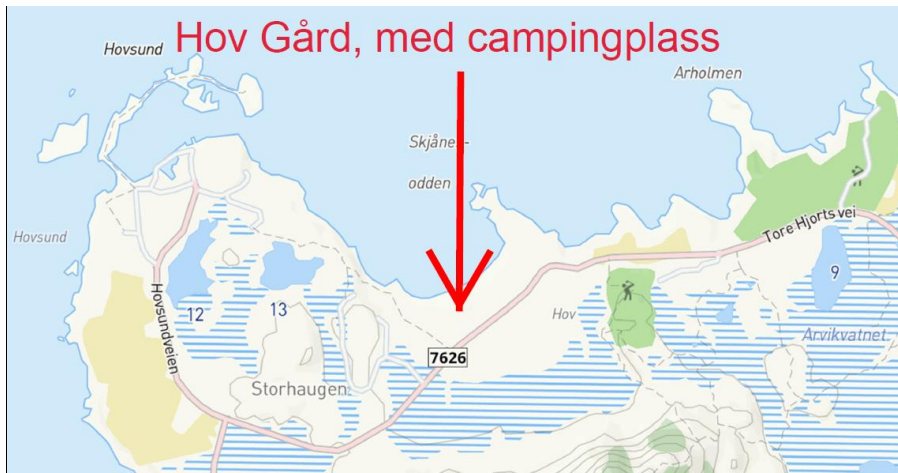 Hov Gård, med campingplass
Hovsund
Arholmen
Skjånes-
odden
Hovsund
Tore Hjorts vei
Hovsundveien
12
13
9
Hov
Arvikvatnet
7626
Storhaugen